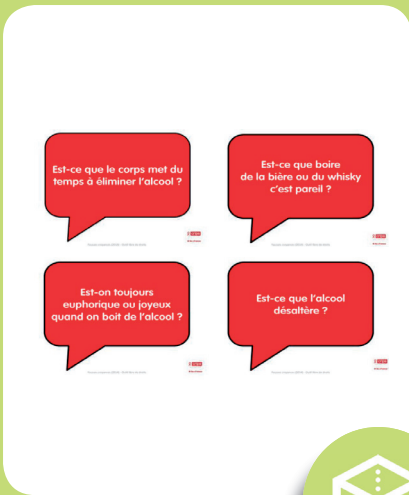 Est-ce que le corps met du
temps à éliminer l'alcool ?
Est-ce que boire
de la bière ou du whisky
c'est pareil ?
Est-on toujours
euphorique ou joyeux
quand on boit de l'alcool ?
Est-ce que l'alcool
désaltère ?